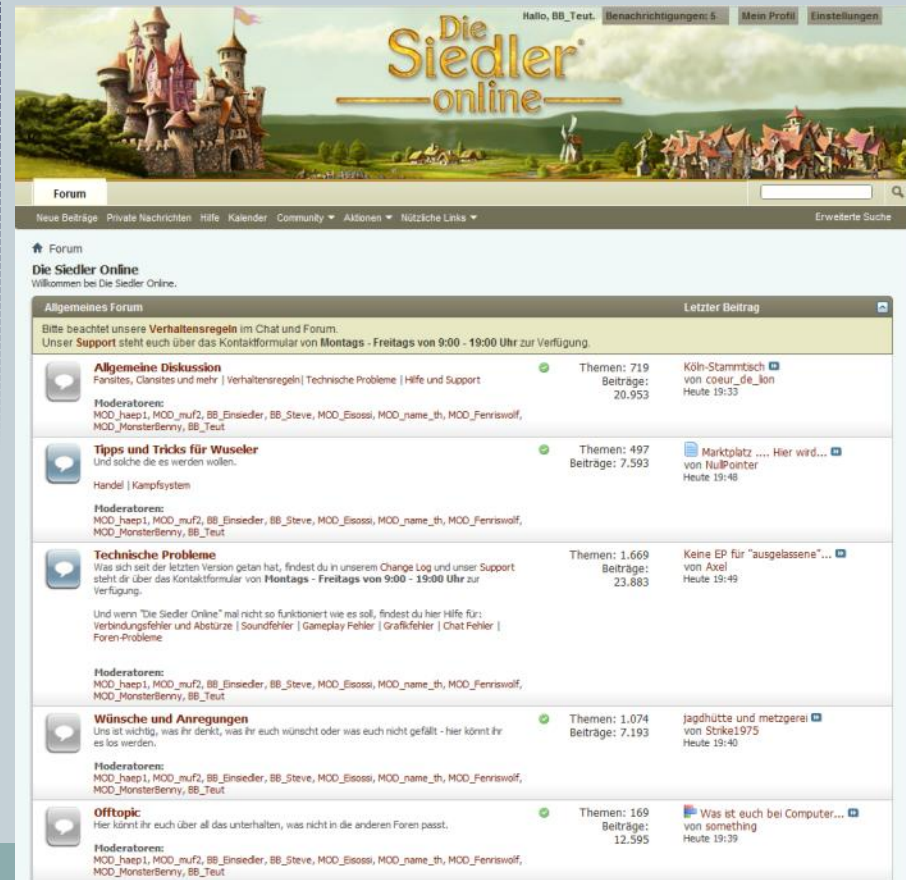 Hallo, BB_Teut. Benachrichtigungen: 5 Mein Profil Einstellungen
Die
Siedler
online
Forum
Neue Beiträge Private Nachrichten Hilfe Kalender Community Aktionen Nützliche Links Erweiterte Suche
Forum
Die Siedler Online
Willkommen bei Die Siedler Online.
Allgemeines Forum Letzter Beitrag
Bitte beachtet unsere Verhaltensregeln im Chat und Forum.
Unser Support steht euch über das Kontaktformular von Montags - Freitags von 9:00 - 19:00 Uhr zur Verfügung.
Allgemeine Diskussion
Fansites, Clansites und mehr | Verhaltensregeln| Technische Probleme | Hilfe und Support
Moderatoren:
MOD_haep1, MOD_muf2, BB_Einsiedler, BB_Steve, MOD_Eisossi, MOD_name_th, MOD_Fenriswolf,
MOD_MonsterBenny, BB_Teut
Themen: 719
Beiträge:
20.953
Köln-Stammtisch
von coeur_de_lion
Heute 19:33
Tipps und Tricks für Wuseler
Und solche die es werden wollen.
Handel | Kampfsystem
Moderatoren:
MOD_haep1, MOD_muf2, BB_Einsiedler, BB_Steve, MOD_Eisossi, MOD_name_th, MOD_Fenriswolf,
MOD_MonsterBenny, BB_Teut
Themen: 497
Beiträge: 7.593
Marktplatz .... Hier wird...
von NullPointer
Heute 19:48
Technische Probleme
Was sich seit der letzten Version getan hat, findest du in unserem Change Log und unser Support
steht dir über das Kontaktformular von Montags - Freitags von 9:00 - 19:00 Uhr zur
Verfügung.
Und wenn "Die Siedler Online" mal nicht so funktioniert wie es soll, findest du hier Hilfe für:
Verbindungsfehler und Abstürze | Soundfehler | Gameplay Fehler | Grafikfehler | Chat Fehler |
Foren-Probleme
Moderatoren:
MOD_haep1, MOD_muf2, BB_Einsiedler, BB_Steve, MOD_Eisossi, MOD_name_th, MOD_Fenriswolf,
MOD_MonsterBenny, BB_Teut
Themen: 1.669
Beiträge:
23.883
Keine EP für "ausgelassene"...
von Axel
Heute 19:49
Wünsche und Anregungen
Uns ist wichtig, was ihr denkt, was ihr euch wünscht oder was euch nicht gefällt - hier könnt ihr
es los werden.
Moderatoren:
MOD_haep1, MOD_muf2, BB_Einsiedler, BB_Steve, MOD_Eisossi, MOD_name_th, MOD_Fenriswolf,
MOD_MonsterBenny, BB_Teut
Themen: 1.074
Beiträge: 7.193
jagdhütte und metzgerei
von Strike1975
Heute 19:40
Offtopic
Hier könnt ihr euch über all das unterhalten, was nicht in die anderen Foren passt.
Moderatoren:
MOD_haep1, MOD_muf2, BB_Einsiedler, BB_Steve, MOD_Eisossi, MOD_name_th, MOD_Fenriswolf,
MOD_MonsterBenny, BB_Teut
Themen: 169
Beiträge:
12.595
Was ist euch bei Computer...
von something
Heute 19:39